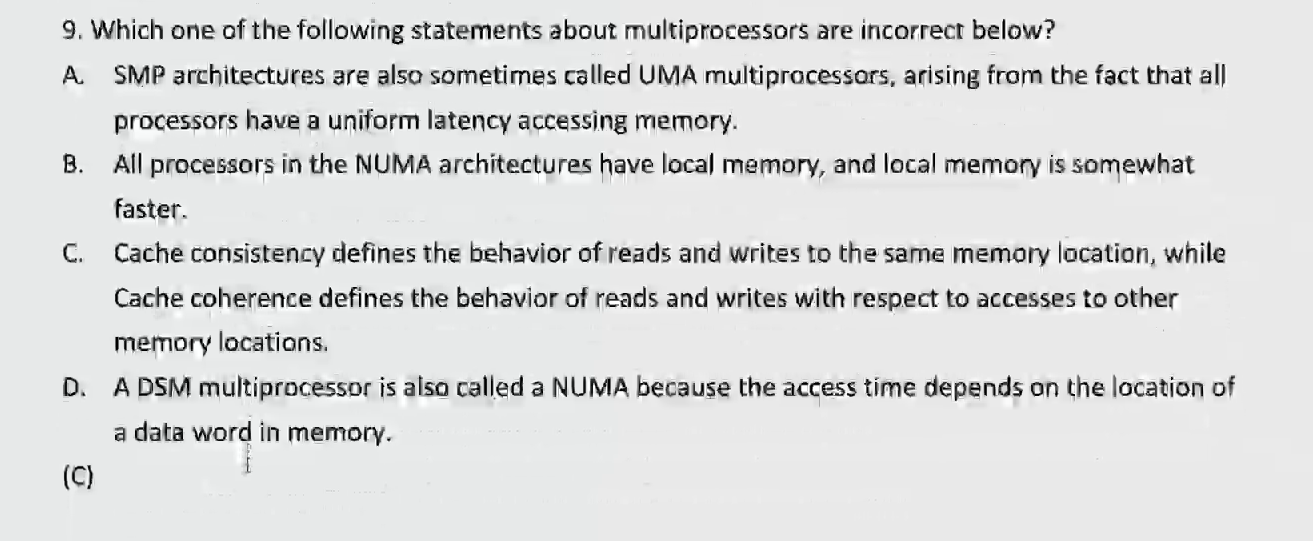 9. Which one of the following statements about multiprocessors are incorrect below?
A. SMP architectures are also sometimes called UMA multiprocessors, arising from the fact that all
processors have a uniform latency accessing memory.
B. All processors in the NUMA architectures have local memory, and local memory is somewhat
faster.
C. Cache consistency defines the behavior of reads and writes to the same memory location, while
Cache coherence defines the behavior of reads and writes with respect to accesses to other
memory locations.
D. A DSM multiprocessor is also called a NUMA because the access time depends on the location of
a data word in memory.
(C)